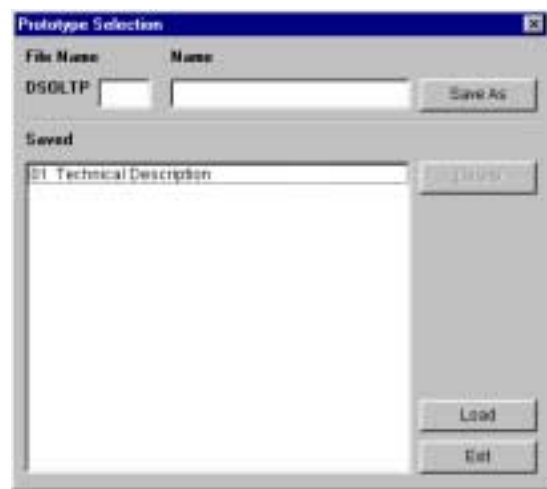 Prototype Selection
File Name Name
DSOLTP Save As
Saved
01 Technical Description
Load
Exit